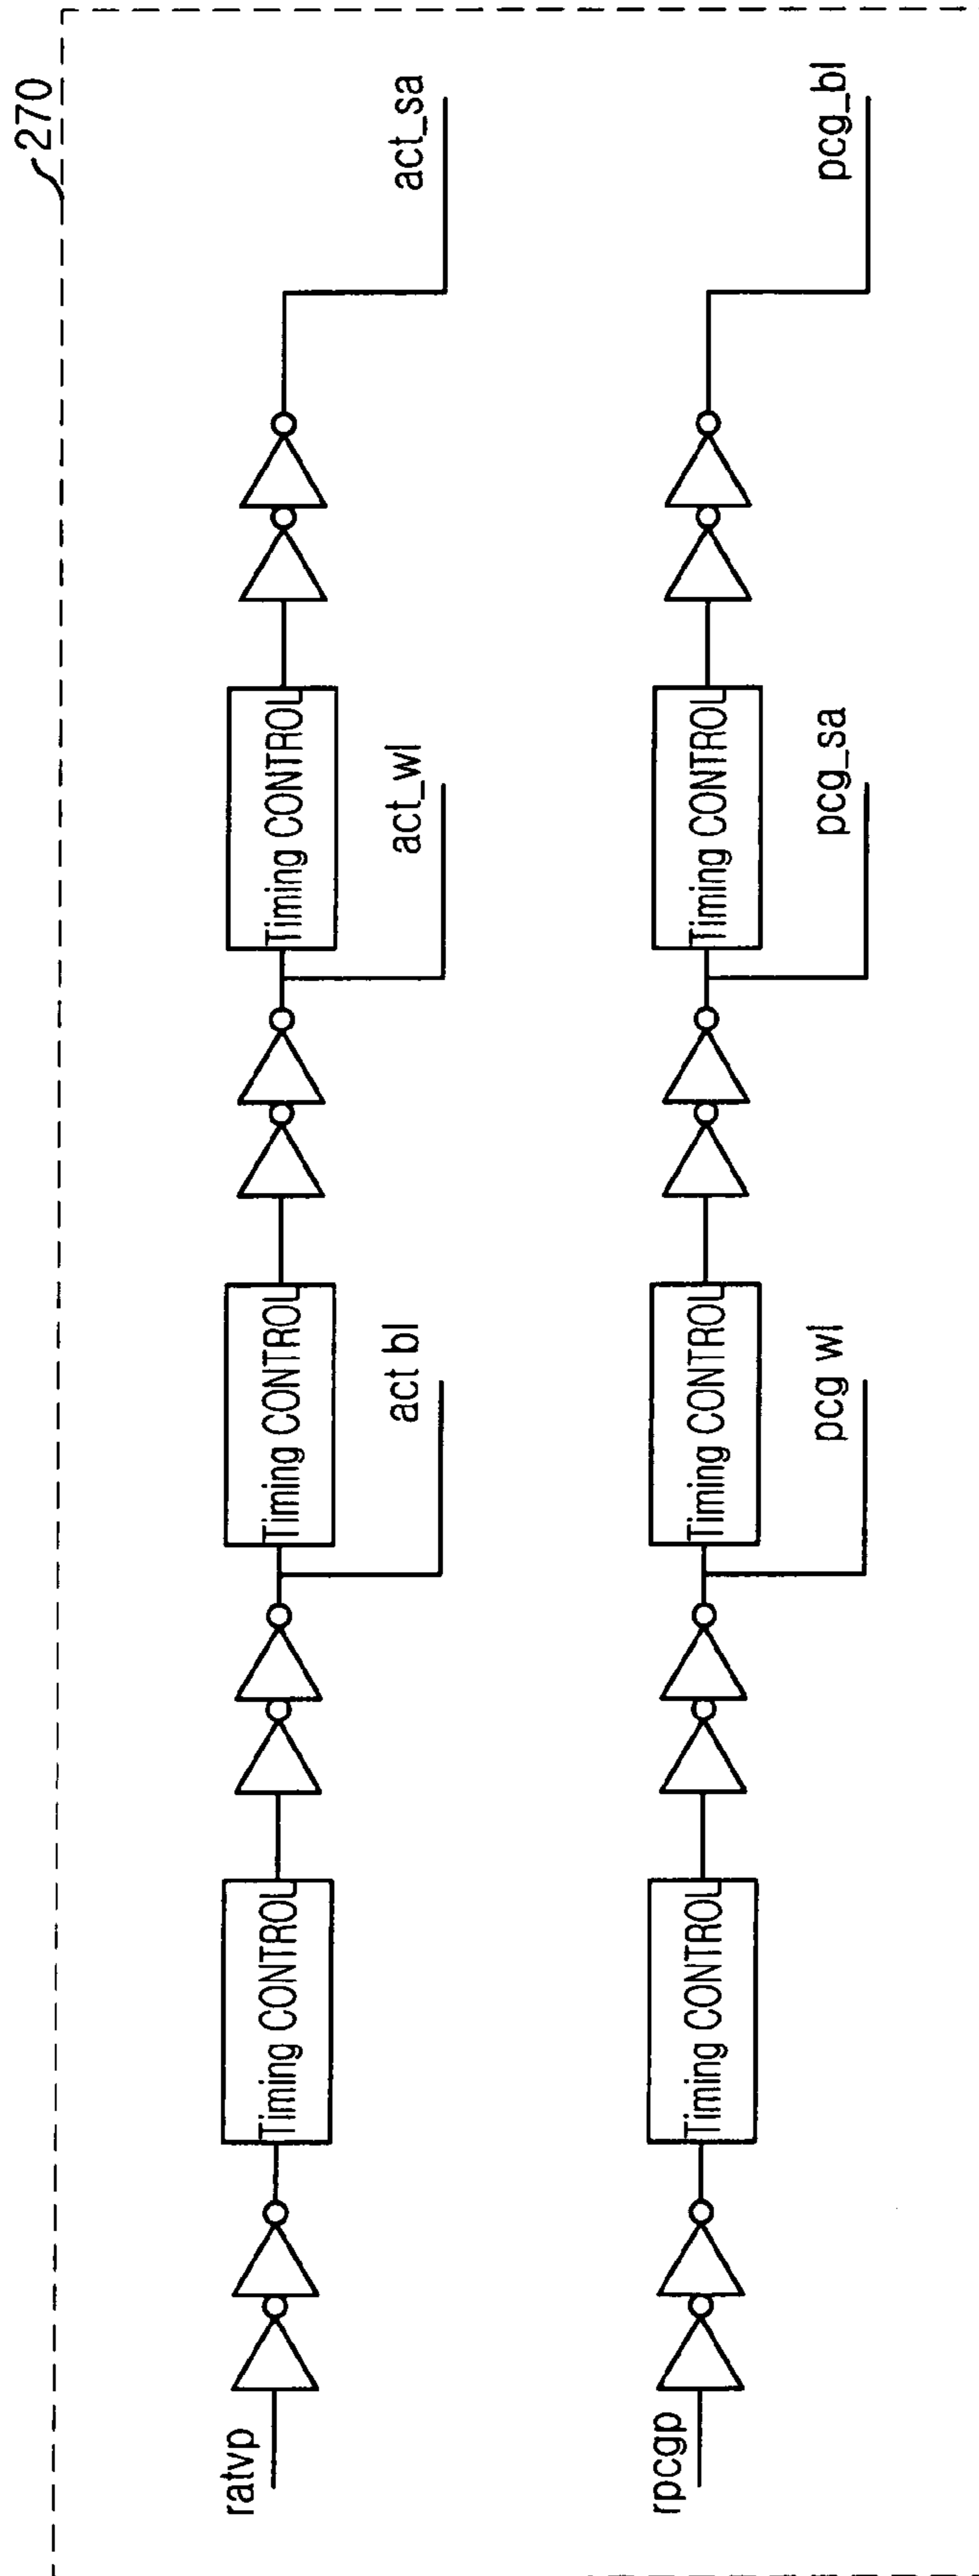 270
ratvp
Timing CONTROL
act bl
Timing CONTROL
act_wl
Timing CONTROL
act_sa
rpcgp
Timing CONTROL
pcg wl
Timing CONTROL
pcg_sa
Timing CONTROL
pcg_bl